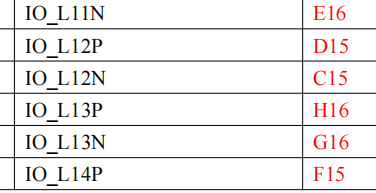 IO_L11N E16
IO_L12P D15
IO_L12N C15
IO_L13P H16
IO_L13N G16
IO_L14P F15